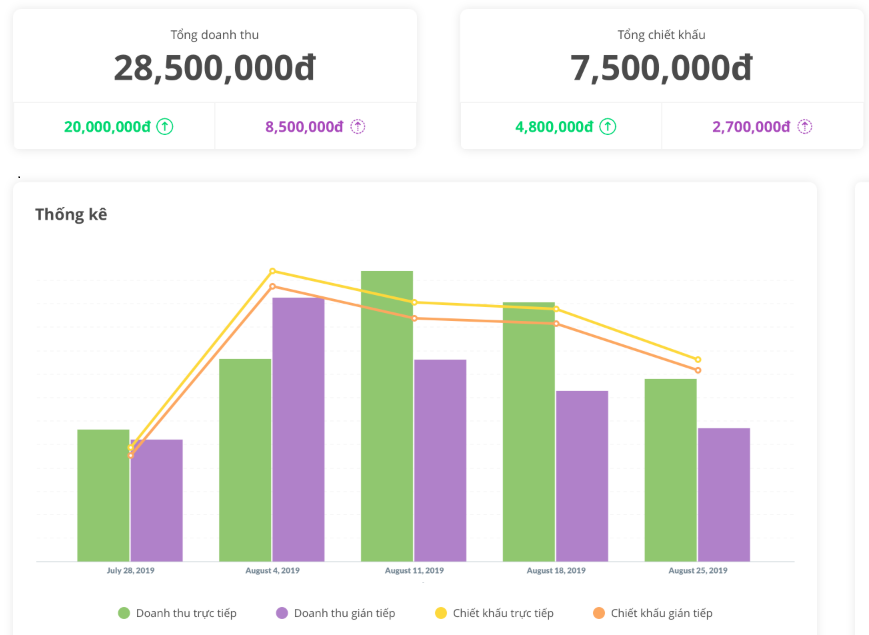 Tổng doanh thu
28,500,000đ
20,000,000đ
8,500,000đ
Tổng chiết khấu
7,500,000đ
4,800,000đ
2,700,000đ
Thống kê
July 28, 2019
August 4, 2019
August 11, 2019
August 18, 2019
August 25, 2019
Doanh thu trực tiếp
Doanh thu gián tiếp
Chiết khấu trực tiếp
Chiết khấu gián tiếp